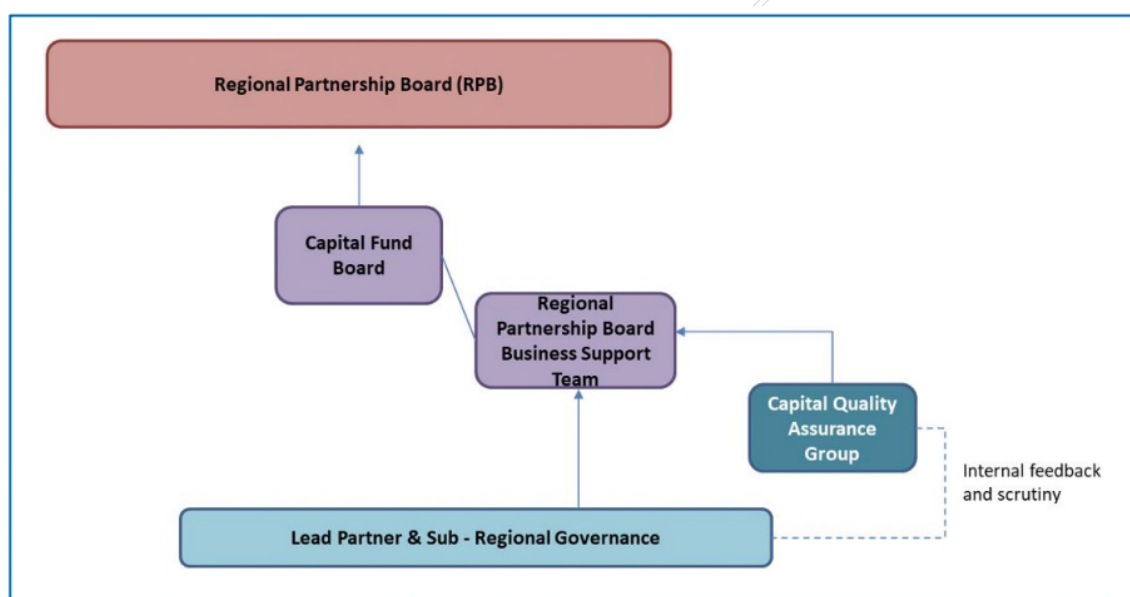 Regional Partnership Board (RPB)
Capital Fund
Board
Regional
Partnership Board
Business Support
Team
Capital Quality
Assurance
Group
Internal feedback
and scrutiny
Lead Partner & Sub - Regional Governance